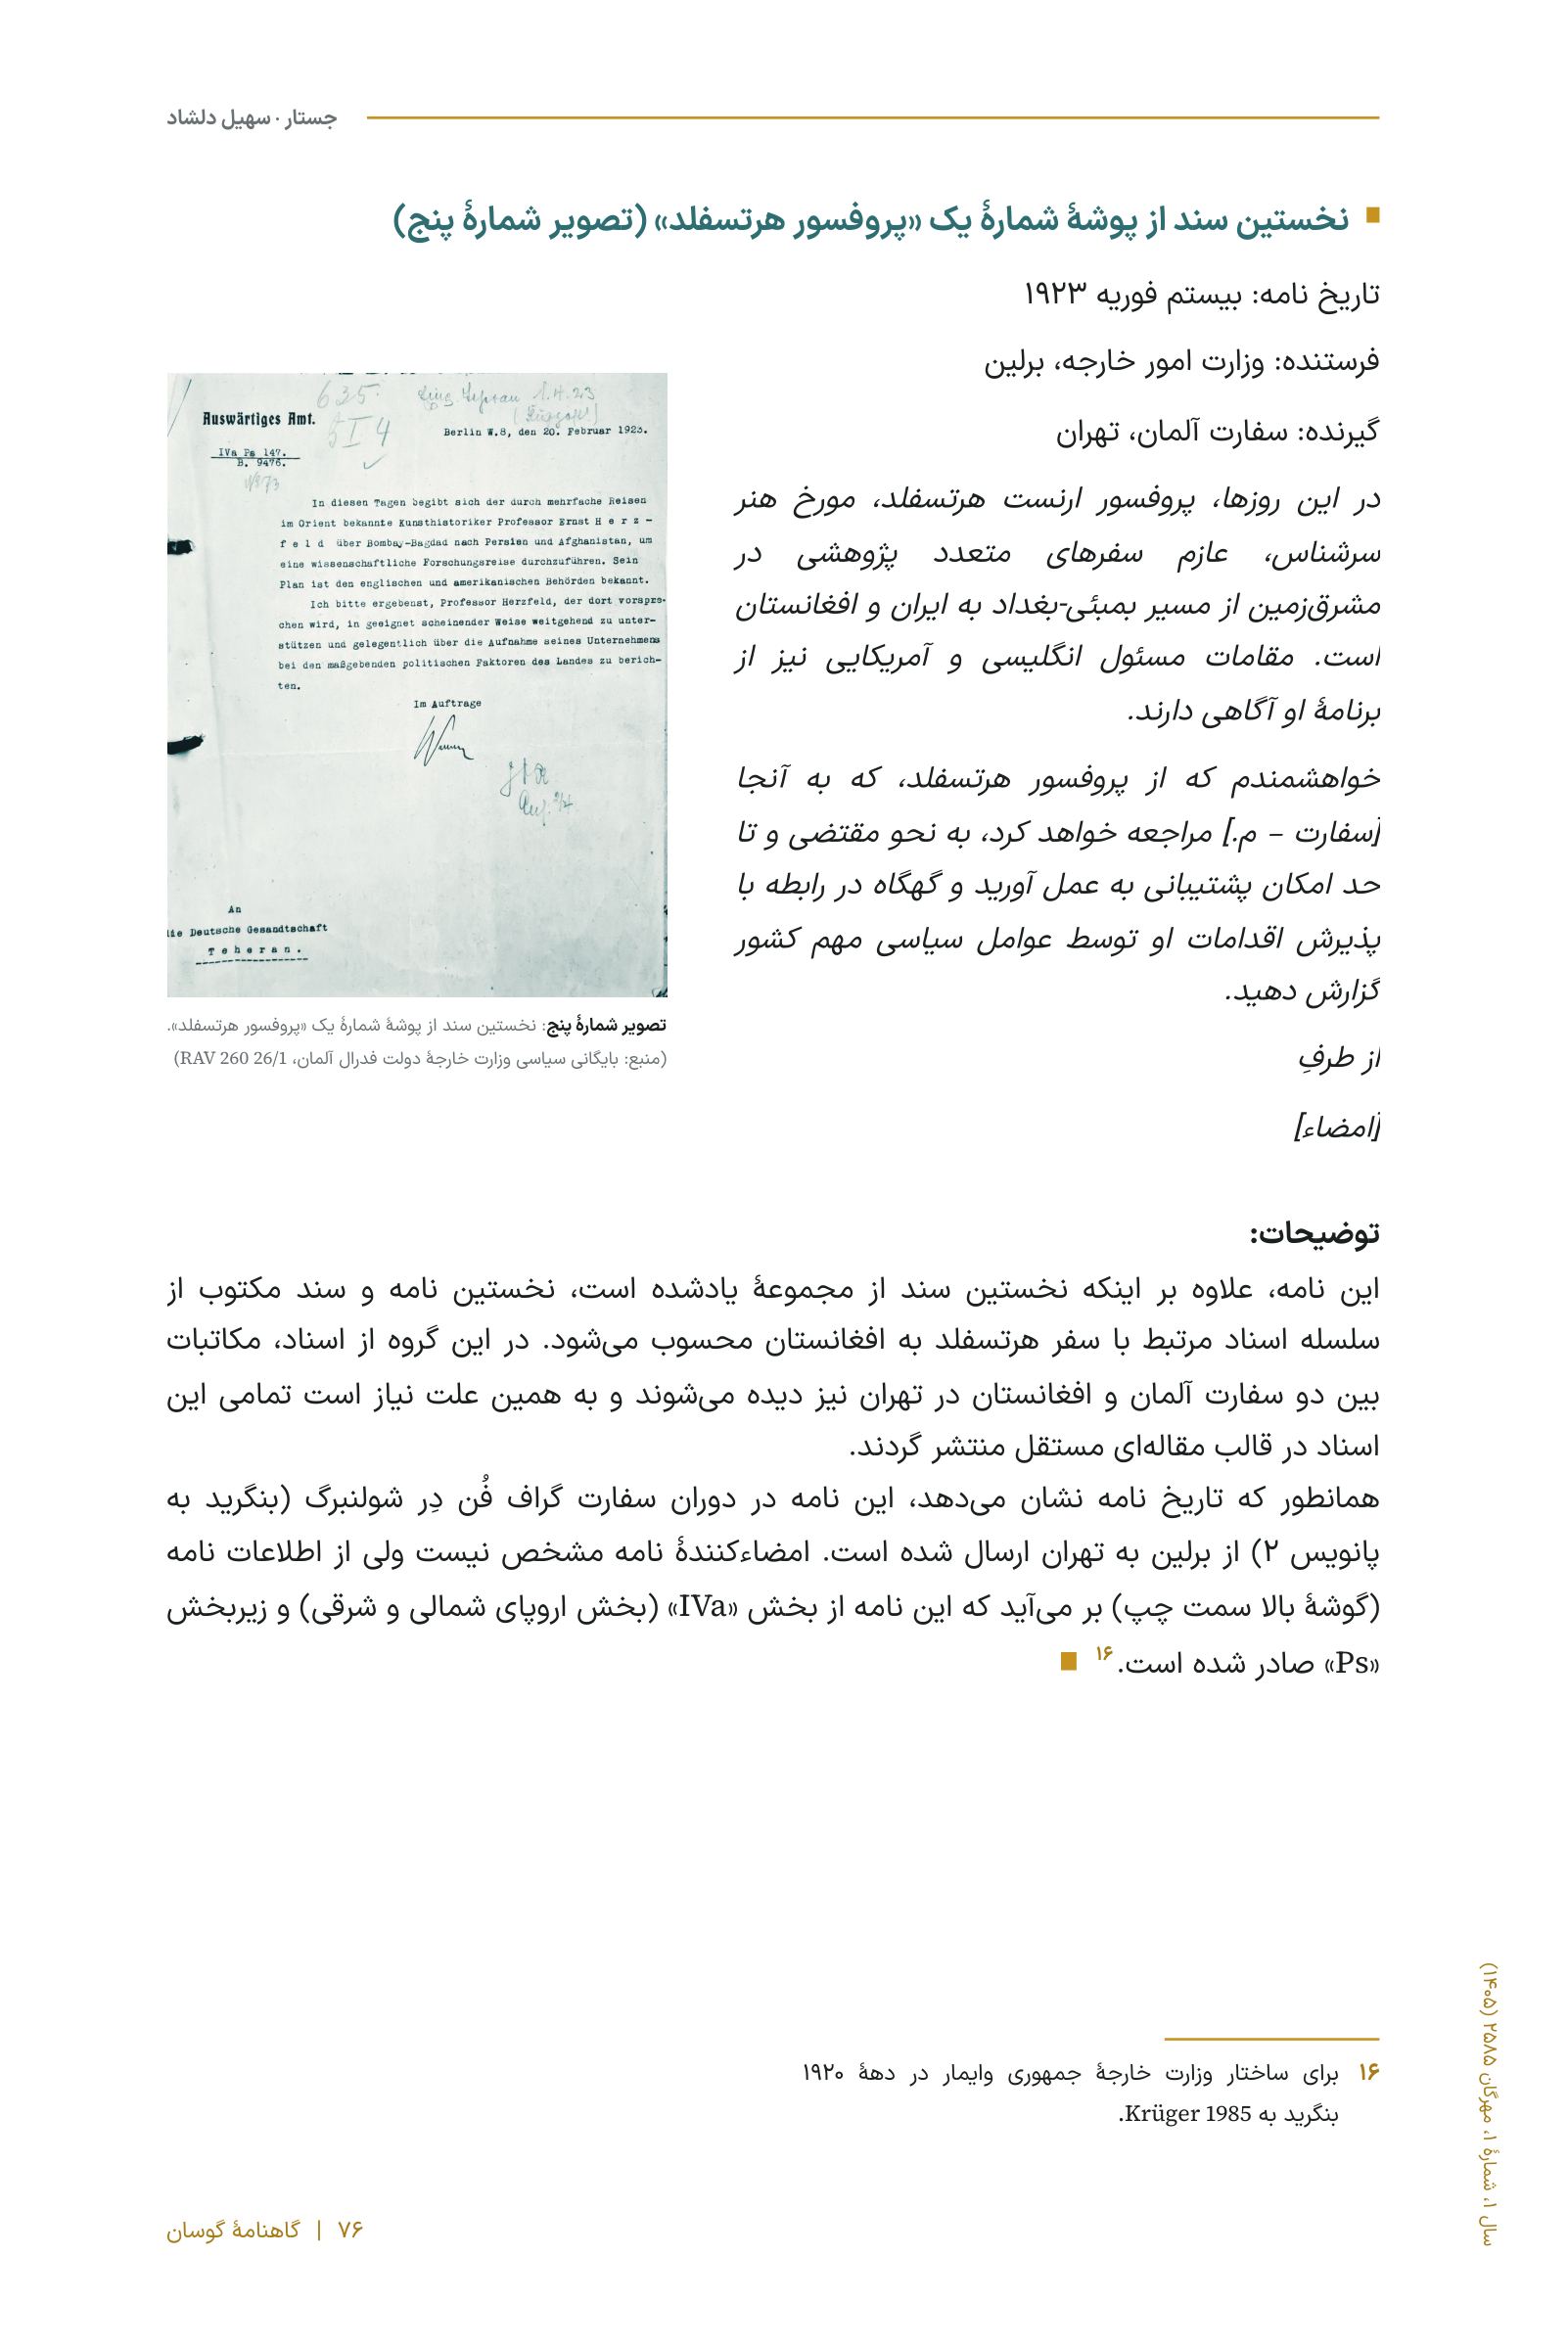 جستار · سهیل دلشاد
نخستین سند از پوشهٔ شمارهٔ یک «پروفسور هرتسفلد» (تصویر شمارهٔ پنج)
تاریخ نامه: بیستم فوریه ۱۹۲۳
فرستنده: وزارت امور خارجه، برلین
گیرنده: سفارت آلمان، تهران
در این روزها، پروفسور ارنست هرتسفلد، مورخ هنر
سرشناس، عازم سفرهای متعدد پژوهشی در
مشرق‌زمین از مسیر بمبئی-بغداد به ایران و افغانستان
است. مقامات مسئول انگلیسی و آمریکایی نیز از
برنامهٔ او آگاهی دارند.
خواهشمندم که از پروفسور هرتسفلد، که به آنجا
[سفارت – م.] مراجعه خواهد کرد، به نحو مقتضی و تا
حد امکان پشتیبانی به عمل آورید و گهگاه در رابطه با
پذیرش اقدامات او توسط عوامل سیاسی مهم کشور
گزارش دهید.
از طرفِ
[امضاء]
635.
Auswärtiges Amt.
Berlin W.8, den 20. Februar 1923.
IVa Ps 147.
B. 9476.
In diesen Tagen begibt sich der durch mehrfache Reisen
im Orient bekannte Kunsthistoriker Professor Ernst H e r z -
f e l d über Bombay-Bagdad nach Persien und Afghanistan, um
eine wissenschaftliche Forschungsreise durchzuführen. Sein
Plan ist den englischen und amerikanischen Behörden bekannt.
Ich bitte ergebenst, Professor Herzfeld, der dort vorspre-
chen wird, in geeignet scheinender Weise weitgehend zu unter-
stützen und gelegentlich über die Aufnahme seines Unternehmens
bei den maßgebenden politischen Faktoren des Landes zu berich-
ten.
Im Auftrage
An
die Deutsche Gesandtschaft
T e h e r a n .
تصویر شمارهٔ پنج: نخستین سند از پوشهٔ شمارهٔ یک «پروفسور هرتسفلد».
(منبع: بایگانی سیاسی وزارت خارجهٔ دولت فدرال آلمان، RAV 260 26/1)
توضیحات:
این نامه، علاوه بر اینکه نخستین سند از مجموعهٔ یادشده است، نخستین نامه و سند مکتوب از
سلسله اسناد مرتبط با سفر هرتسفلد به افغانستان محسوب می‌شود. در این گروه از اسناد، مکاتبات
بین دو سفارت آلمان و افغانستان در تهران نیز دیده می‌شوند و به همین علت نیاز است تمامی این
اسناد در قالب مقاله‌ای مستقل منتشر گردند.
همانطور که تاریخ نامه نشان می‌دهد، این نامه در دوران سفارت گراف فُن دِر شولنبرگ (بنگرید به
پانویس ۲) از برلین به تهران ارسال شده است. امضاءکنندهٔ نامه مشخص نیست ولی از اطلاعات نامه
(گوشهٔ بالا سمت چپ) بر می‌آید که این نامه از بخش «IVa» (بخش اروپای شمالی و شرقی) و زیربخش
«Ps» صادر شده است.۱۶
۱۶ برای ساختار وزارت خارجهٔ جمهوری وایمار در دههٔ ۱۹۲۰
بنگرید به Krüger 1985.
سال ۱، شمارهٔ ۱، مهرگان ۲۵۸۵ (۱۴۰۵)
۷۶ | گاهنامهٔ گوسان